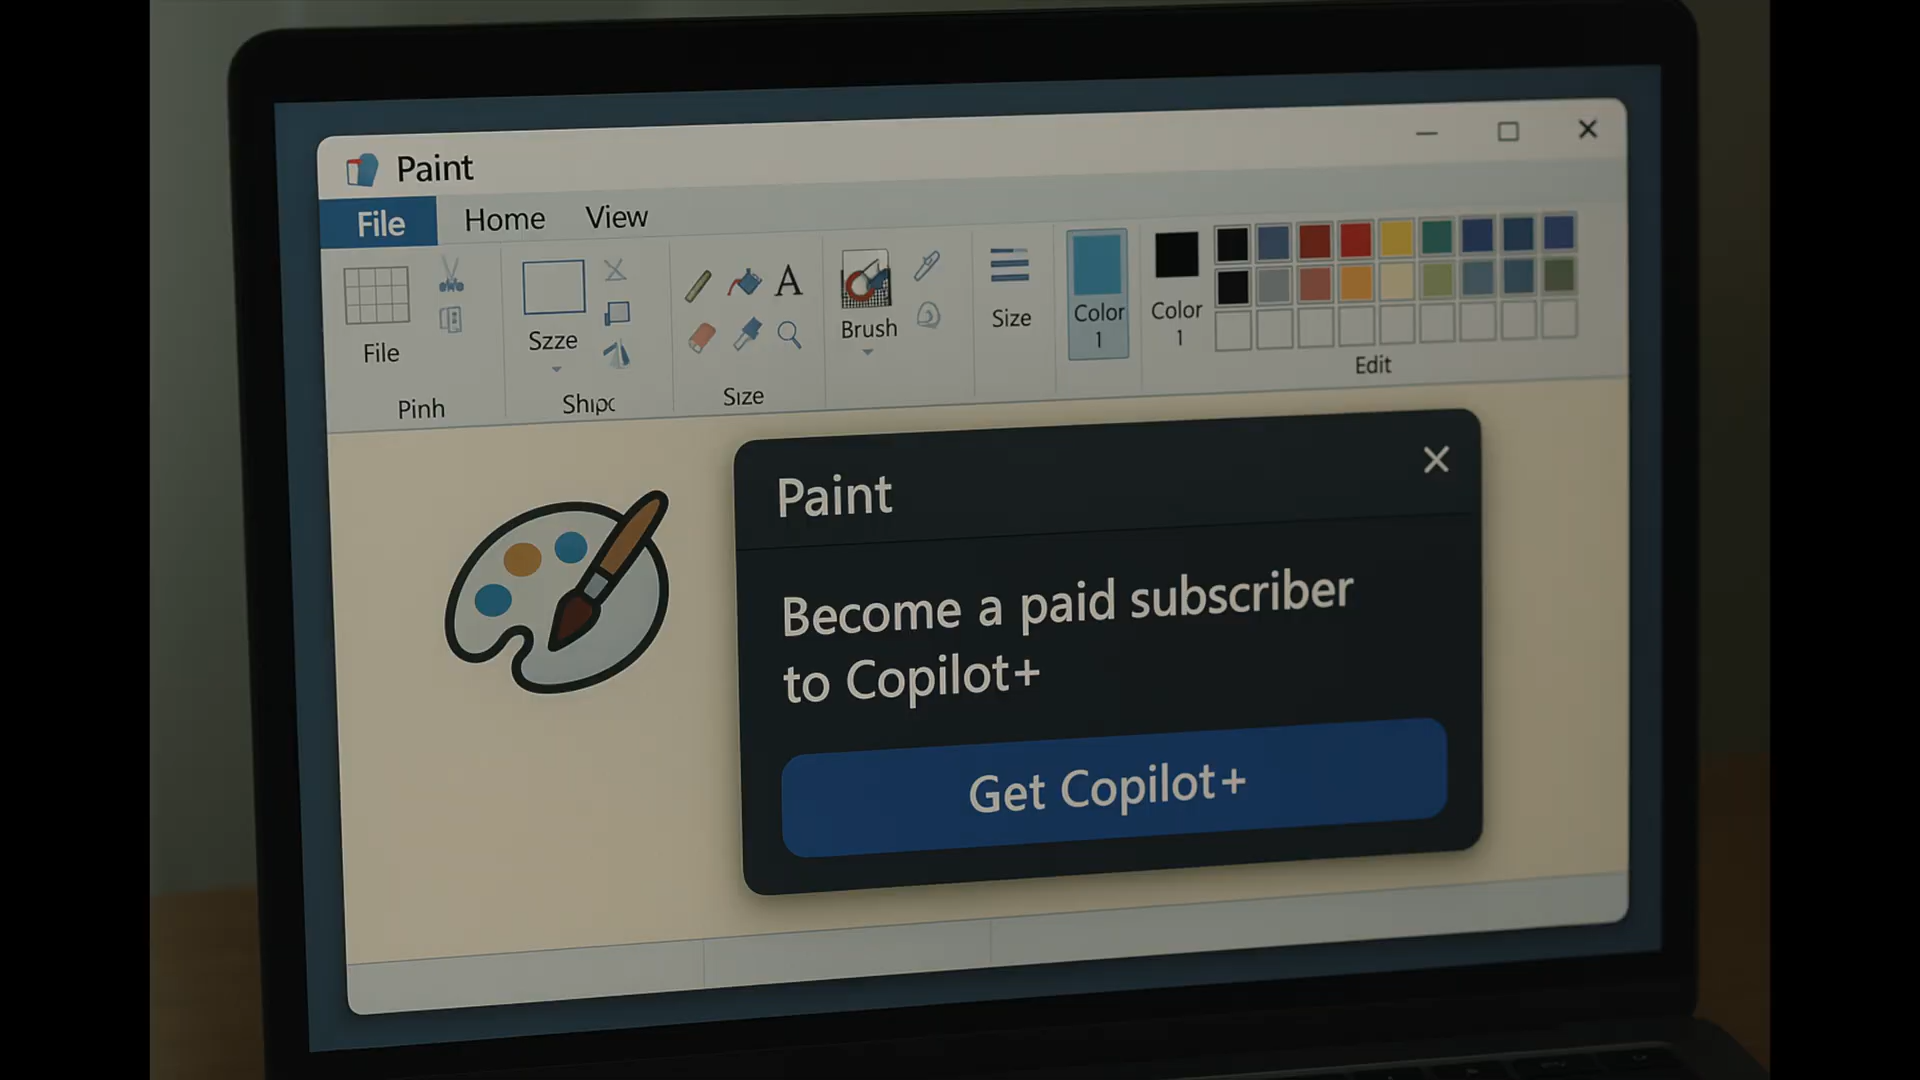 Paint
File
Home
View
File
Pinh
Szze
Shipc
A
Size
Brush
Size
Color
1
Color
1
Edit
Paint
Become a paid subscriber
to Copilot+
Get Copilot+